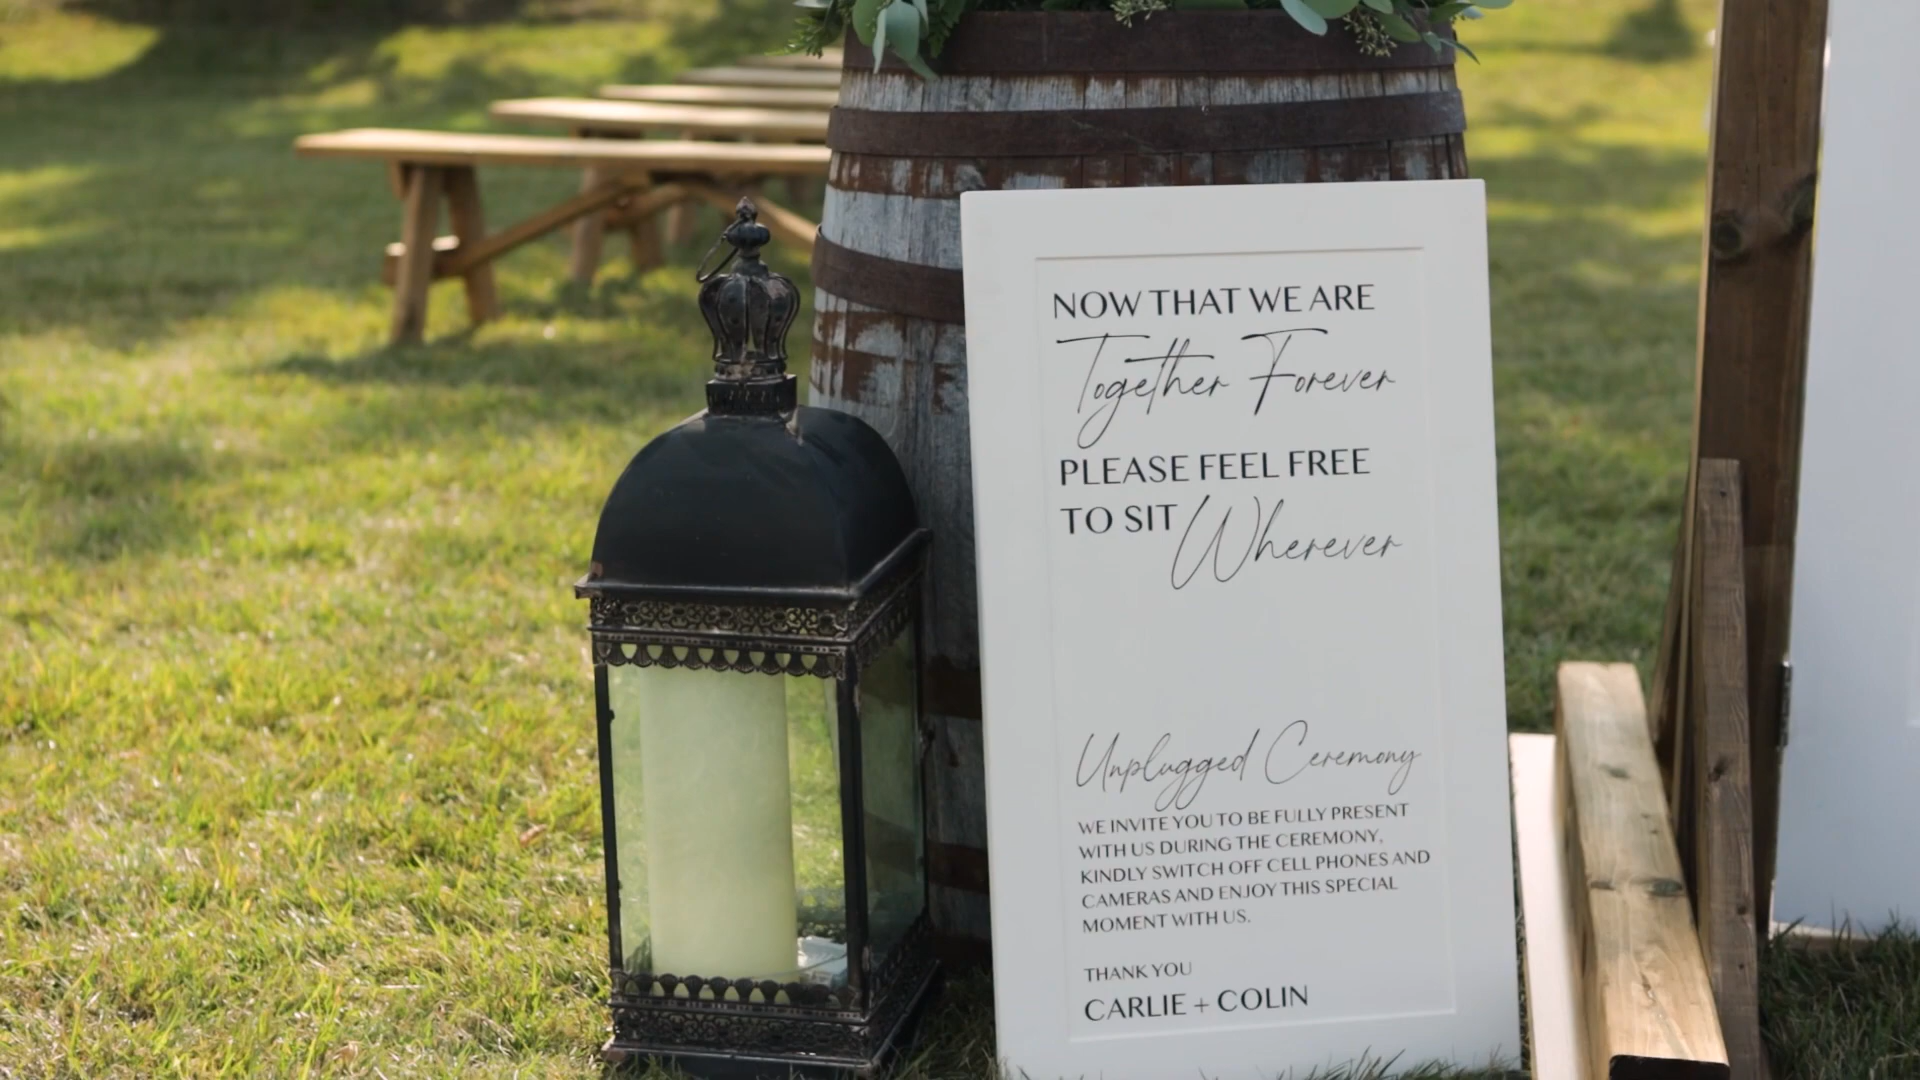 NOW THAT WE ARE
Together Forever
PLEASE FEEL FREE
TO SIT Wherever
Unplugged Ceremony
WE INVITE YOU TO BE FULLY PRESENT
WITH US DURING THE CEREMONY,
KINDLY SWITCH OFF CELL PHONES AND
CAMERAS AND ENJOY THIS SPECIAL
MOMENT WITH US.
THANK YOU
CARLIE + COLIN